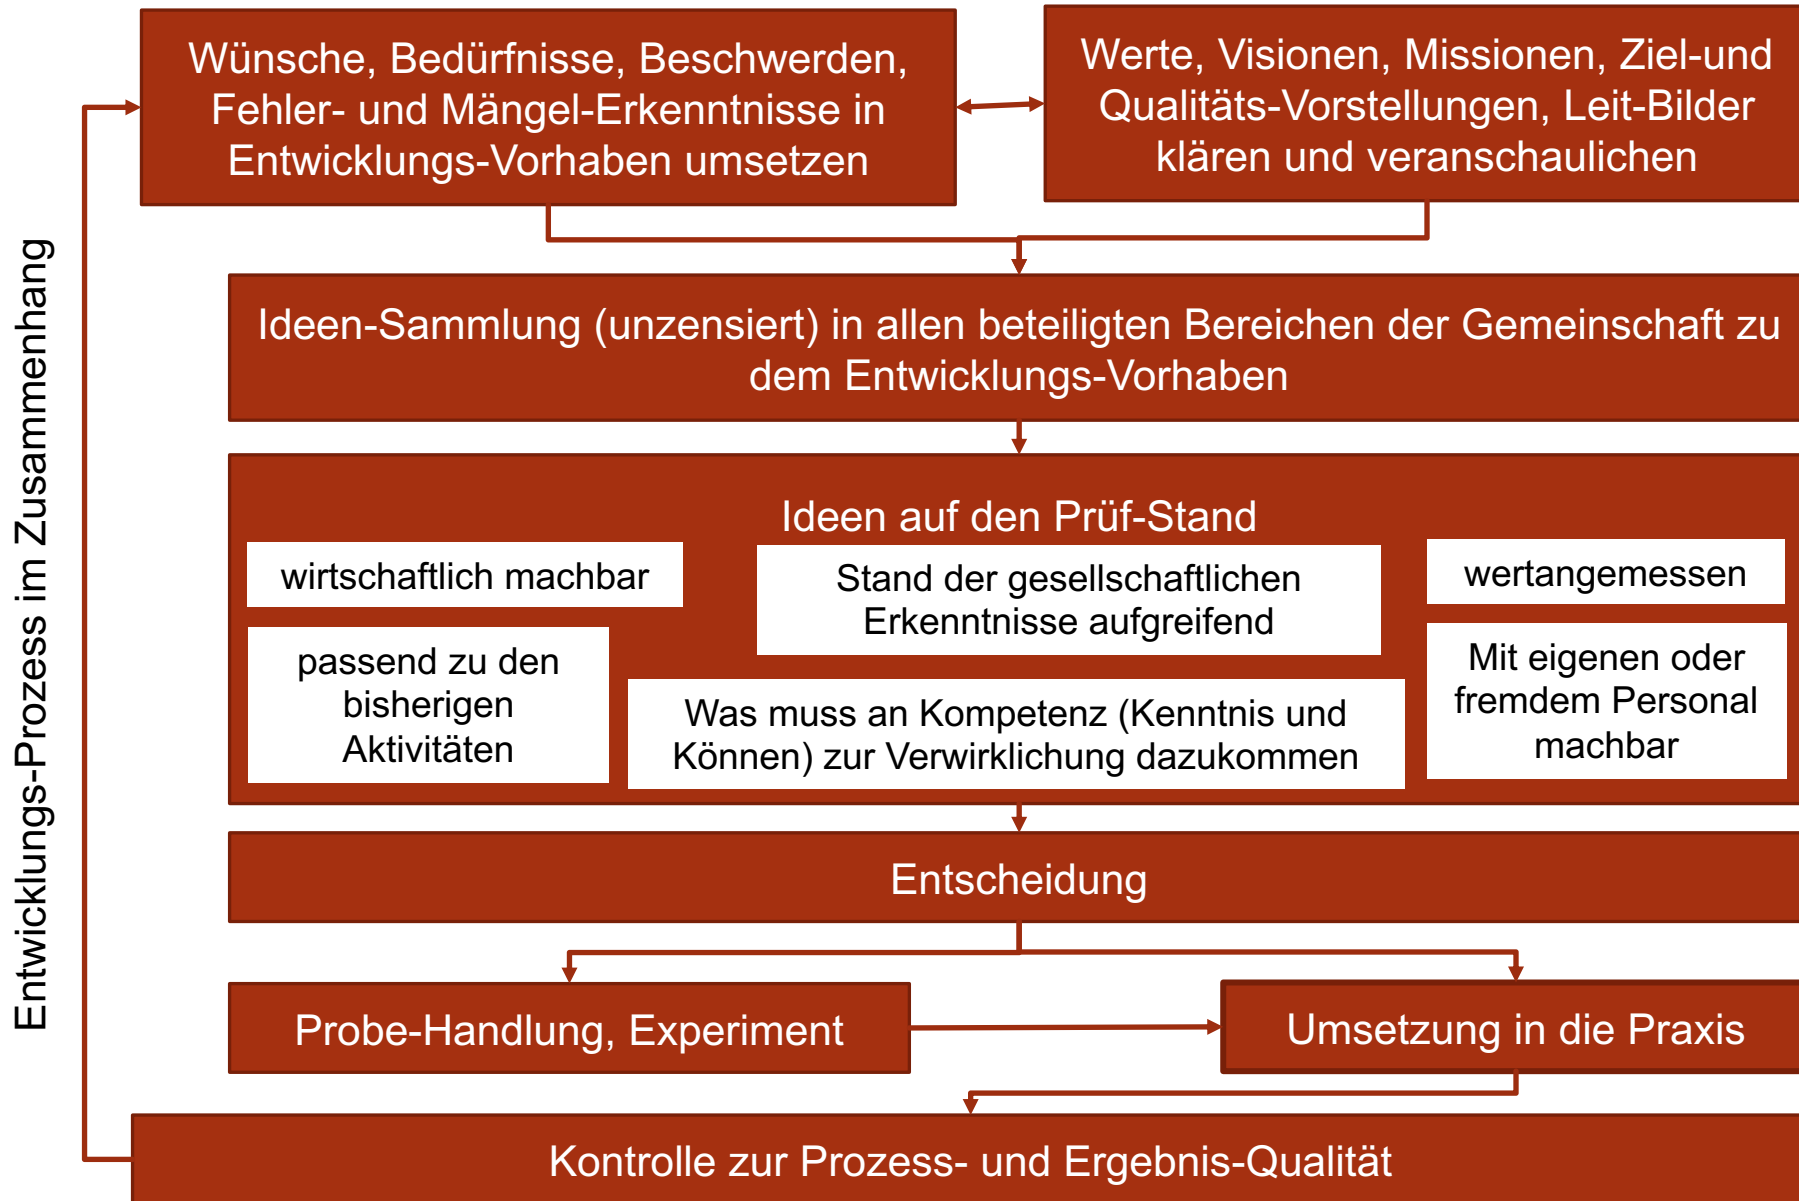 Entwicklungs-Prozess im Zusammenhang
Wünsche, Bedürfnisse, Beschwerden,
Fehler- und Mängel-Erkenntnisse in
Entwicklungs-Vorhaben umsetzen
Werte, Visionen, Missionen, Ziel-und
Qualitäts-Vorstellungen, Leit-Bilder
klären und veranschaulichen
Ideen-Sammlung (unzensiert) in allen beteiligten Bereichen der Gemeinschaft zu
dem Entwicklungs-Vorhaben
Ideen auf den Prüf-Stand
wirtschaftlich machbar
Stand der gesellschaftlichen
Erkenntnisse aufgreifend
wertangemessen
passend zu den
bisherigen
Aktivitäten
Was muss an Kompetenz (Kenntnis und
Können) zur Verwirklichung dazukommen
Mit eigenen oder
fremdem Personal
machbar
Entscheidung
Probe-Handlung, Experiment
Umsetzung in die Praxis
Kontrolle zur Prozess- und Ergebnis-Qualität